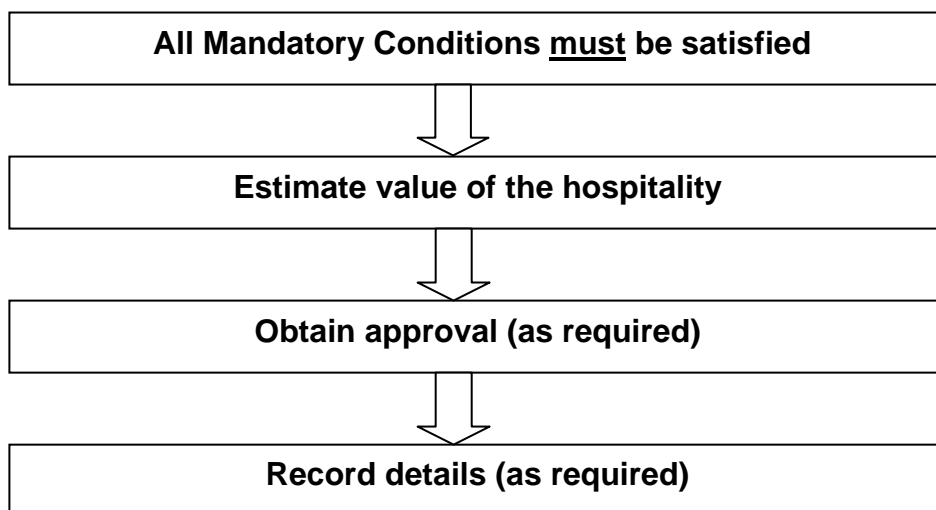 All Mandatory Conditions must be satisfied
Estimate value of the hospitality
Obtain approval (as required)
Record details (as required)